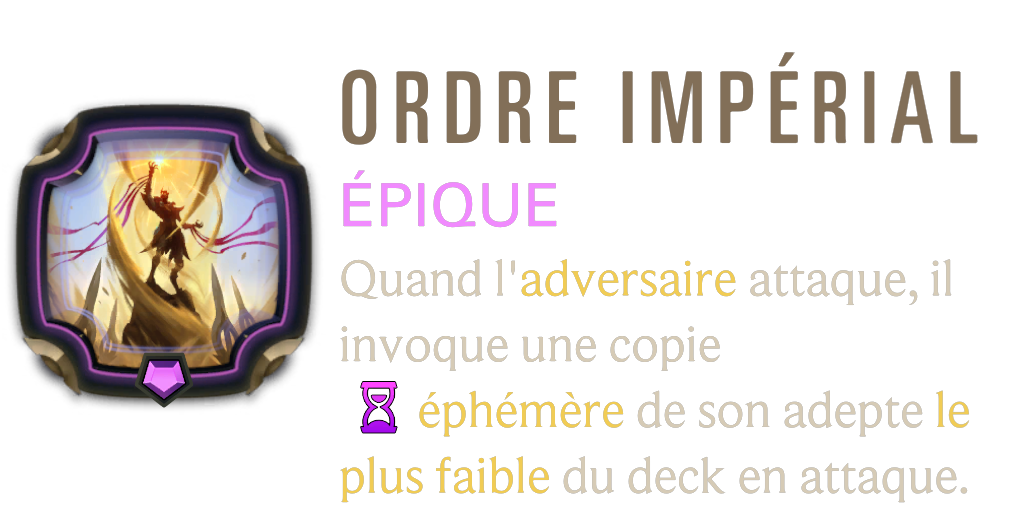 ORDRE IMPÉRIAL
ÉPIQUE
Quand l'adversaire attaque, il
invoque une copie
éphémère de son adepte le
plus faible du deck en attaque.